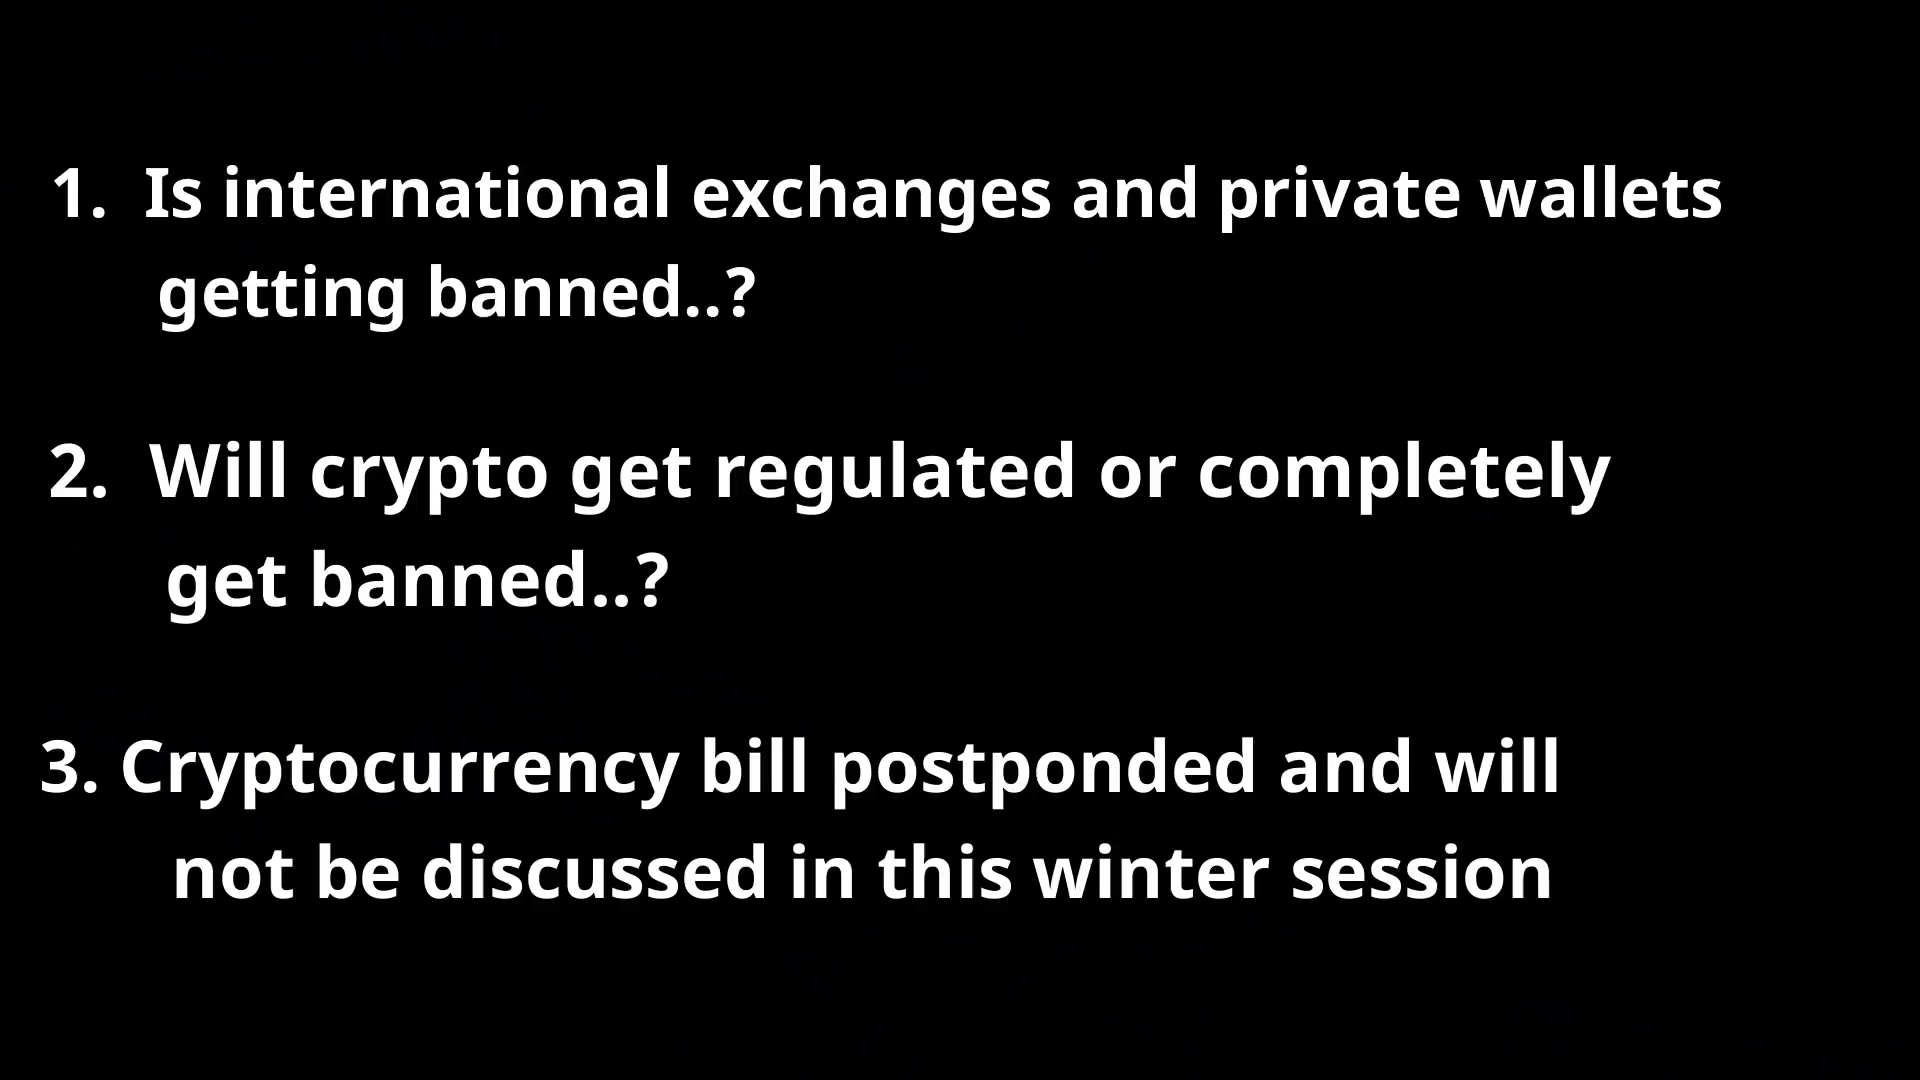 1. Is international exchanges and private wallets
getting banned..?
2. Will crypto get regulated or completely
get banned..?
3. Cryptocurrency bill postponded and will
not be discussed in this winter session